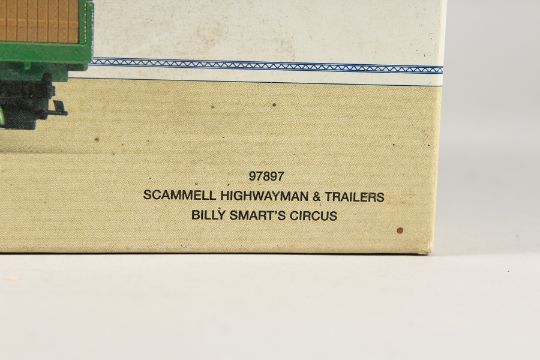 97897
SCAMMELL HIGHWAYMAN & TRAILERS
BILLY SMART'S CIRCUS